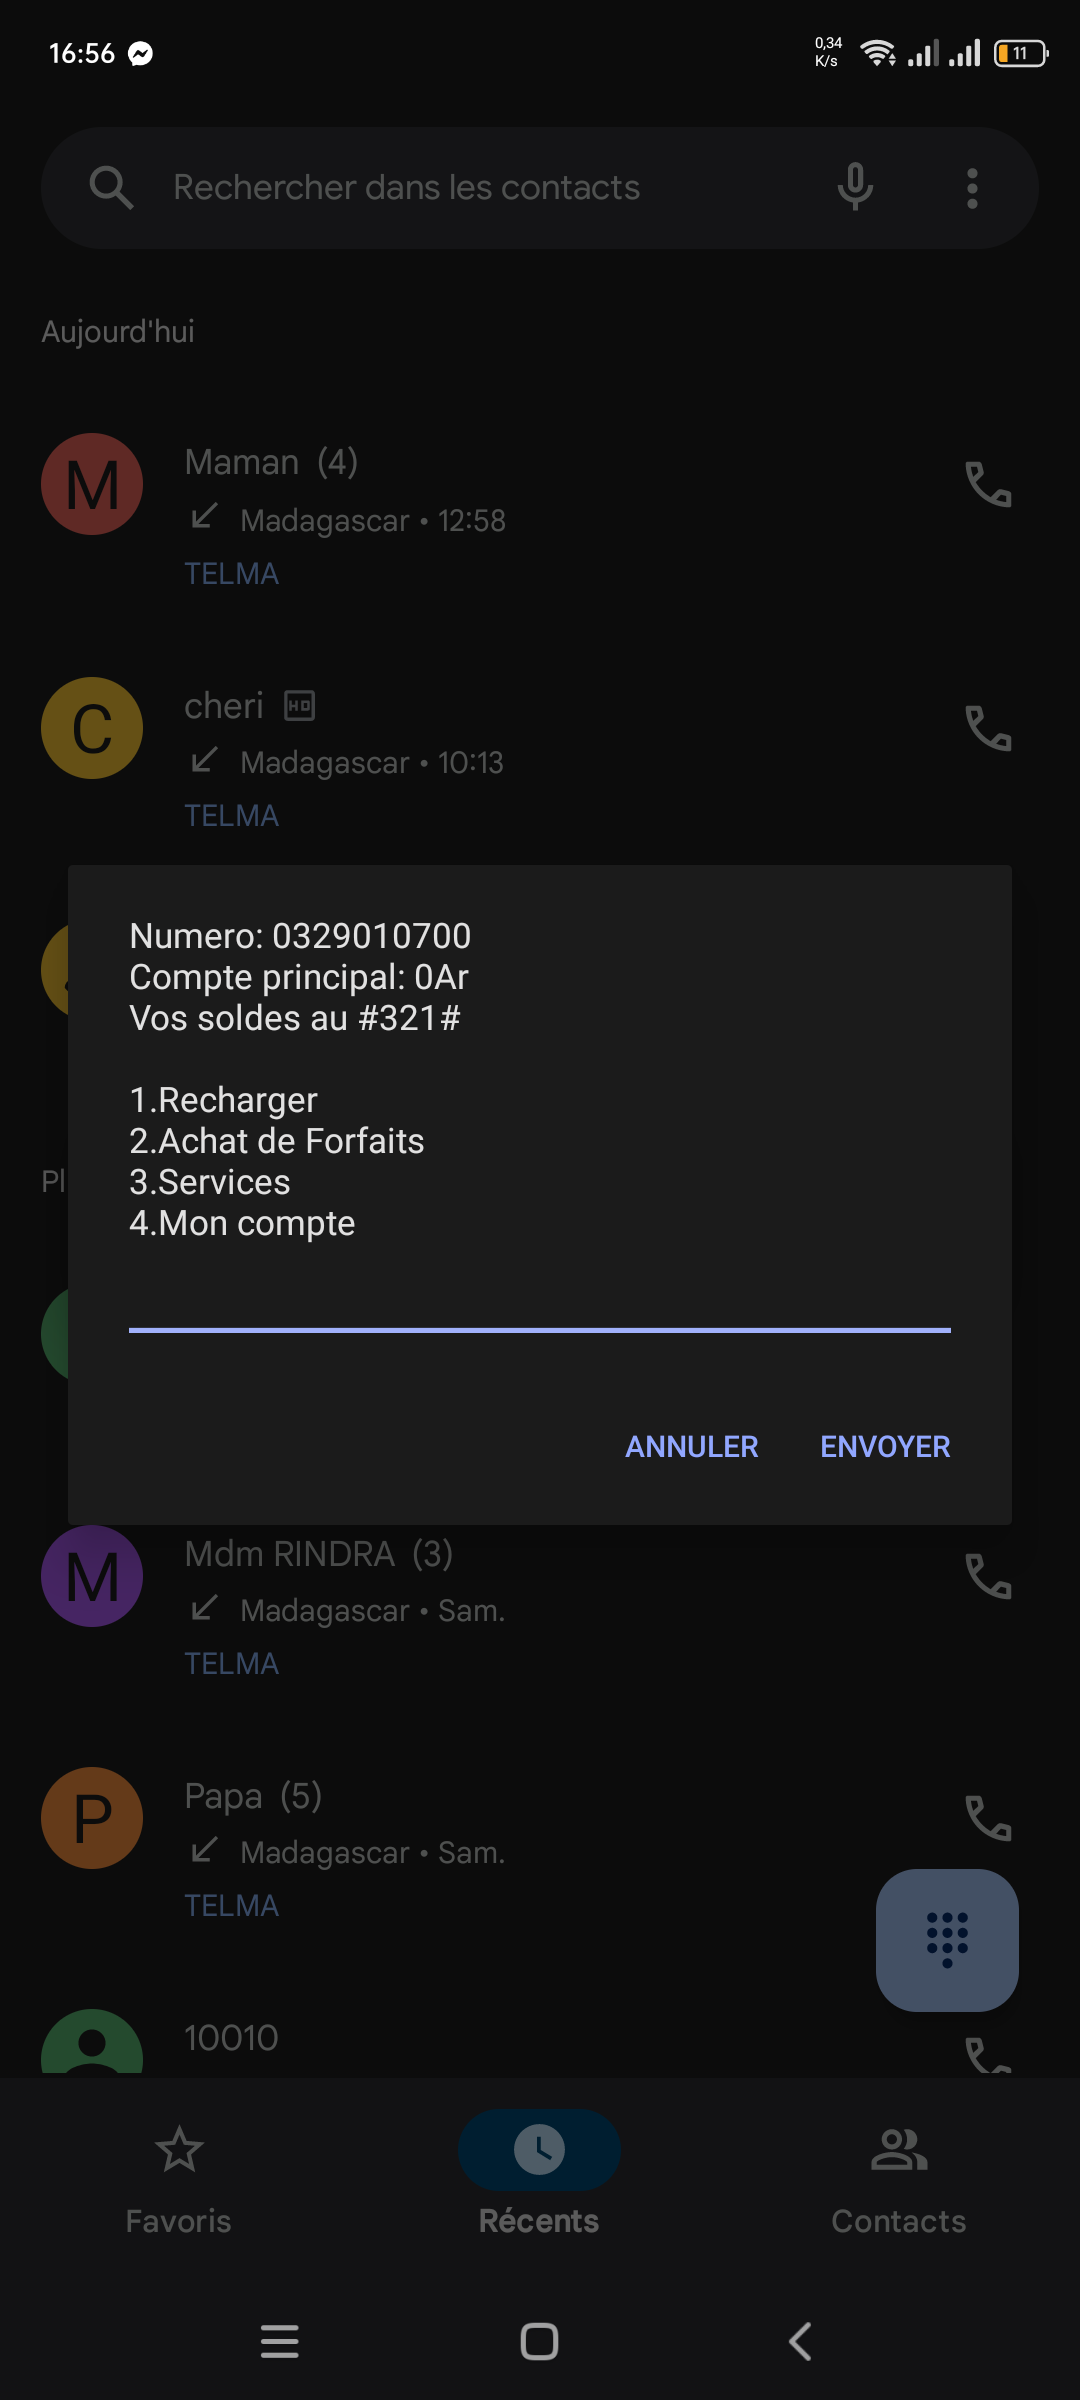 16:56
0,34
K/s
11
Rechercher dans les contacts
Aujourd'hui
M
Maman (4)
Madagascar • 12:58
TELMA
C
cheri HD
Madagascar • 10:13
TELMA
Numero: 0329010700
Compte principal: 0Ar
Vos soldes au #321#
1.Recharger
2.Achat de Forfaits
3.Services
4.Mon compte
Pl
ANNULER ENVOYER
M
Mdm RINDRA (3)
Madagascar • Sam.
TELMA
P
Papa (5)
Madagascar • Sam.
TELMA
10010
Favoris
Récents
Contacts